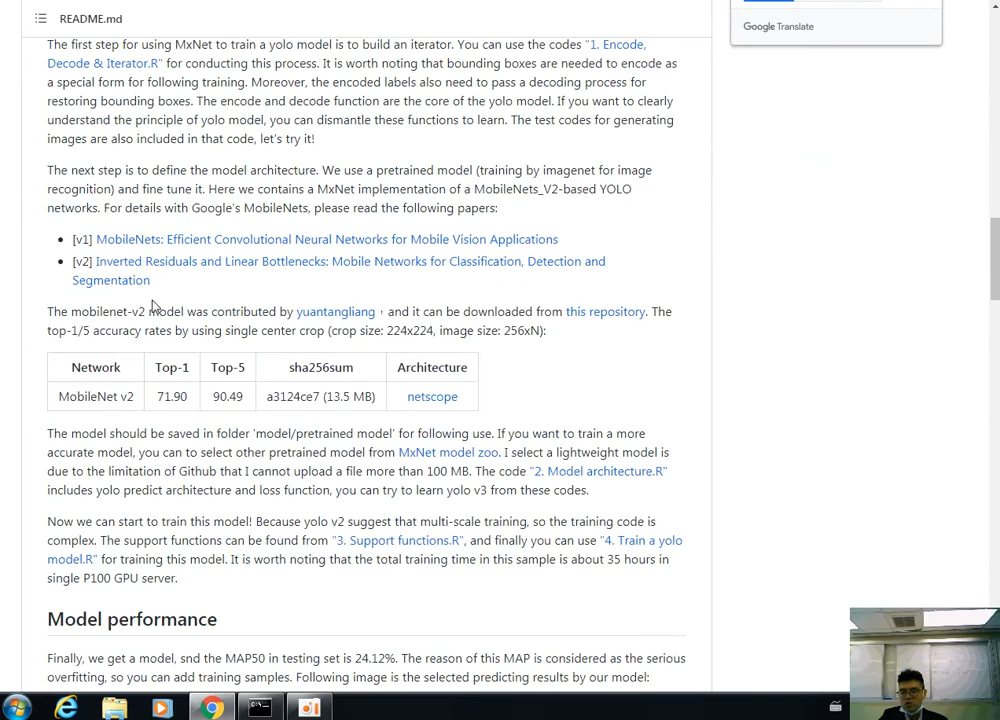 README.md
Google Translate
The first step for using MxNet to train a yolo model is to build an iterator. You can use the codes "1. Encode,
Decode & Iterator.R" for conducting this process. It is worth noting that bounding boxes are needed to encode as
a special form for following training. Moreover, the encoded labels also need to pass a decoding process for
restoring bounding boxes. The encode and decode function are the core of the yolo model. If you want to clearly
understand the principle of yolo model, you can dismantle these functions to learn. The test codes for generating
images are also included in that code, let's try it!
The next step is to define the model architecture. We use a pretrained model (training by imagenet for image
recognition) and fine tune it. Here we contains a MxNet implementation of a MobileNets_V2-based YOLO
networks. For details with Google's MobileNets, please read the following papers:
• [v1] MobileNets: Efficient Convolutional Neural Networks for Mobile Vision Applications
• [v2] Inverted Residuals and Linear Bottlenecks: Mobile Networks for Classification, Detection and
Segmentation
The mobilenet-v2 model was contributed by yuantangliang，and it can be downloaded from this repository. The
top-1/5 accuracy rates by using single center crop (crop size: 224x224, image size: 256xN):
Network Top-1 Top-5 sha256sum Architecture
MobileNet v2 71.90 90.49 a3124ce7 (13.5 MB) netscope
The model should be saved in folder 'model/pretrained model' for following use. If you want to train a more
accurate model, you can to select other pretrained model from MxNet model zoo. I select a lightweight model is
due to the limitation of Github that I cannot upload a file more than 100 MB. The code "2. Model architecture.R"
includes yolo predict architecture and loss function, you can try to learn yolo v3 from these codes.
Now we can start to train this model! Because yolo v2 suggest that multi-scale training, so the training code is
complex. The support functions can be found from "3. Support functions.R", and finally you can use "4. Train a yolo
model.R" for training this model. It is worth noting that the total training time in this sample is about 35 hours in
single P100 GPU server.
Model performance
Finally, we get a model, snd the MAP50 in testing set is 24.12%. The reason of this MAP is considered as the serious
overfitting, so you can add training samples. Following image is the selected predicting results by our model: